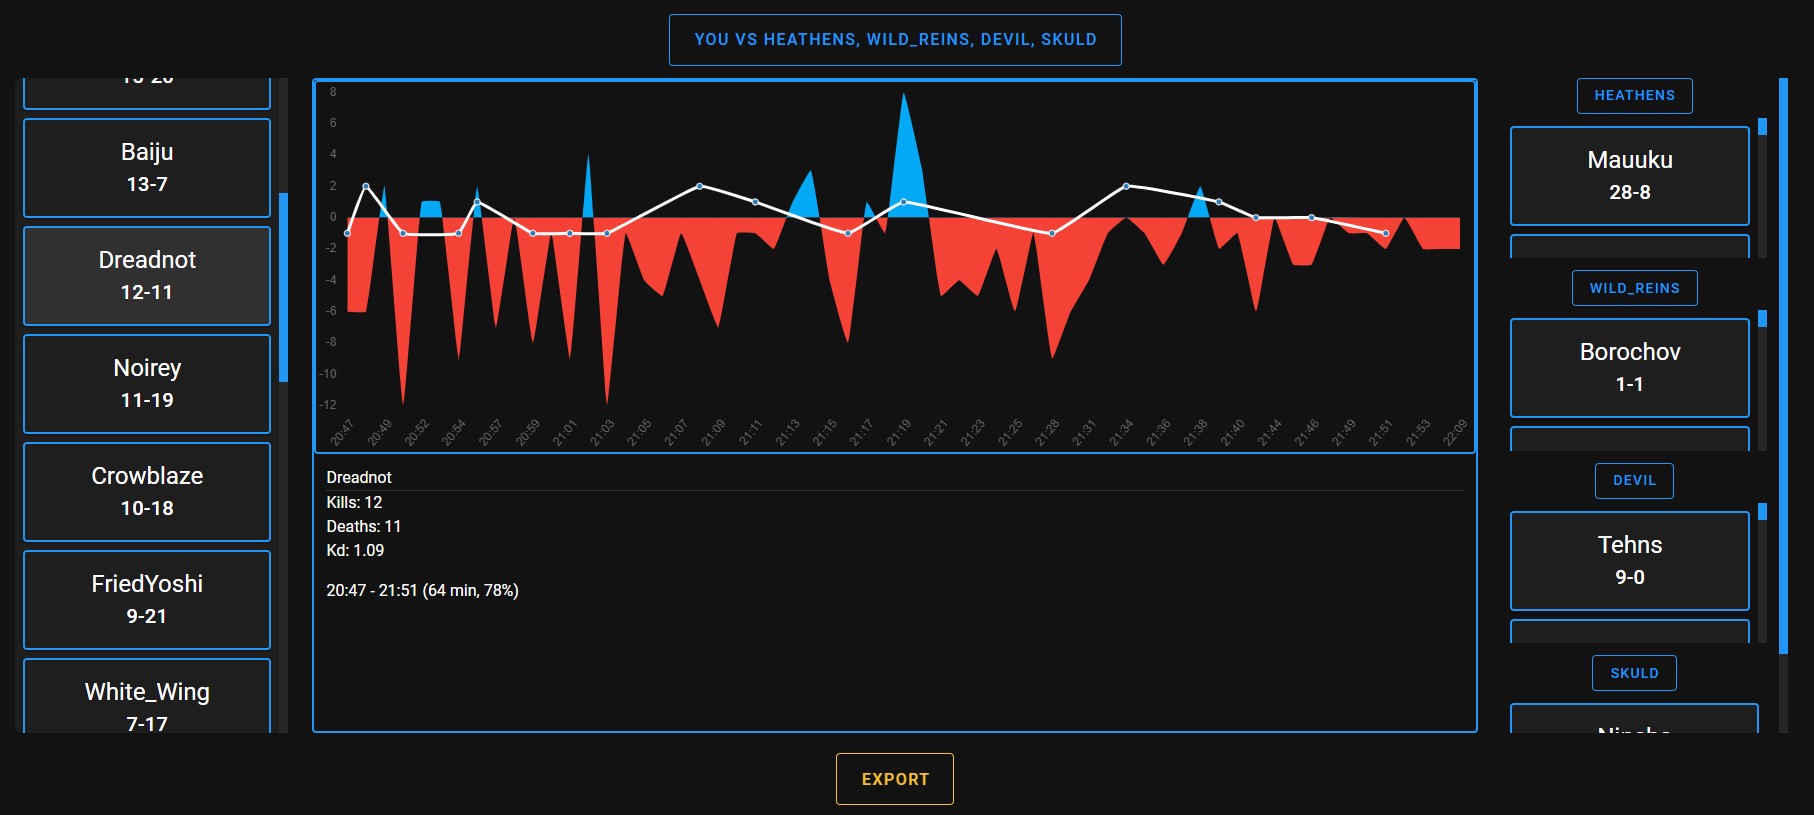 YOU VS HEATHENS, WILD_REINS, DEVIL, SKULD
Baiju
13-7
Dreadnot
12-11
Noirey
11-19
Crowblaze
10-18
FriedYoshi
9-21
White_Wing
7-17
8
6
4
2
0
-2
-4
-6
-8
-10
-12
20:47
20:49
20:52
20:54
20:57
20:59
21:01
21:03
21:05
21:07
21:09
21:11
21:13
21:15
21:17
21:19
21:21
21:23
21:25
21:28
21:31
21:34
21:36
21:38
21:40
21:44
21:46
21:49
21:51
21:53
22:09
Dreadnot
Kills: 12
Deaths: 11
Kd: 1.09
20:47 - 21:51 (64 min, 78%)
HEATHENS
Mauuku
28-8
WILD_REINS
Borochov
1-1
DEVIL
Tehns
9-0
SKULD
EXPORT